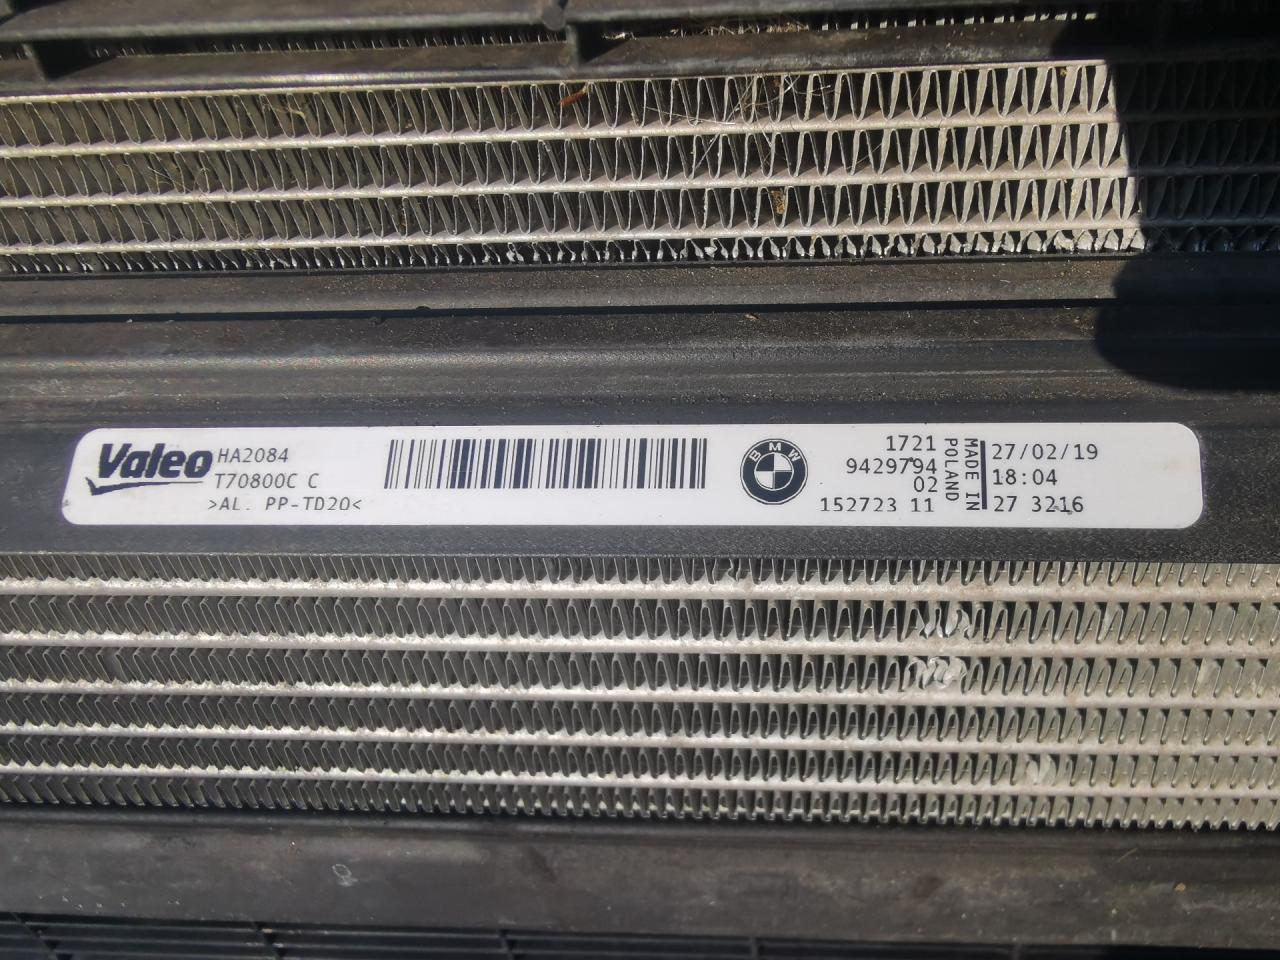 Valeo HA2084
T70800C C
>AL. PP-TD20<
BMW
1721
9429794
02
152723 11
MADE IN
POLAND
27/02/19
18:04
27 3216